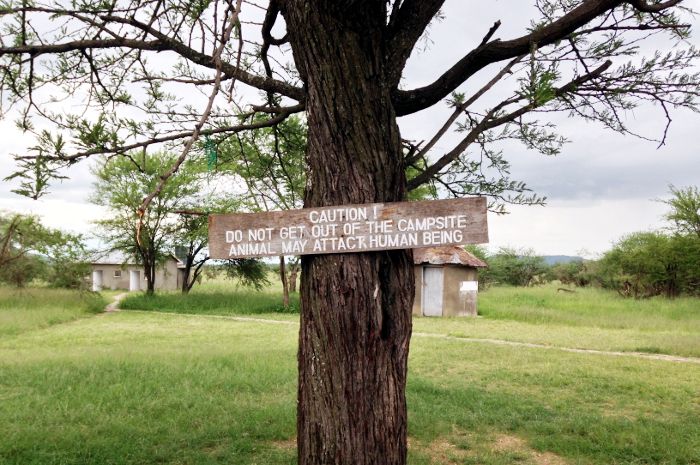 CAUTION !
DO NOT GET OUT OF THE CAMPSITE
ANIMAL MAY ATTACK HUMAN BEING